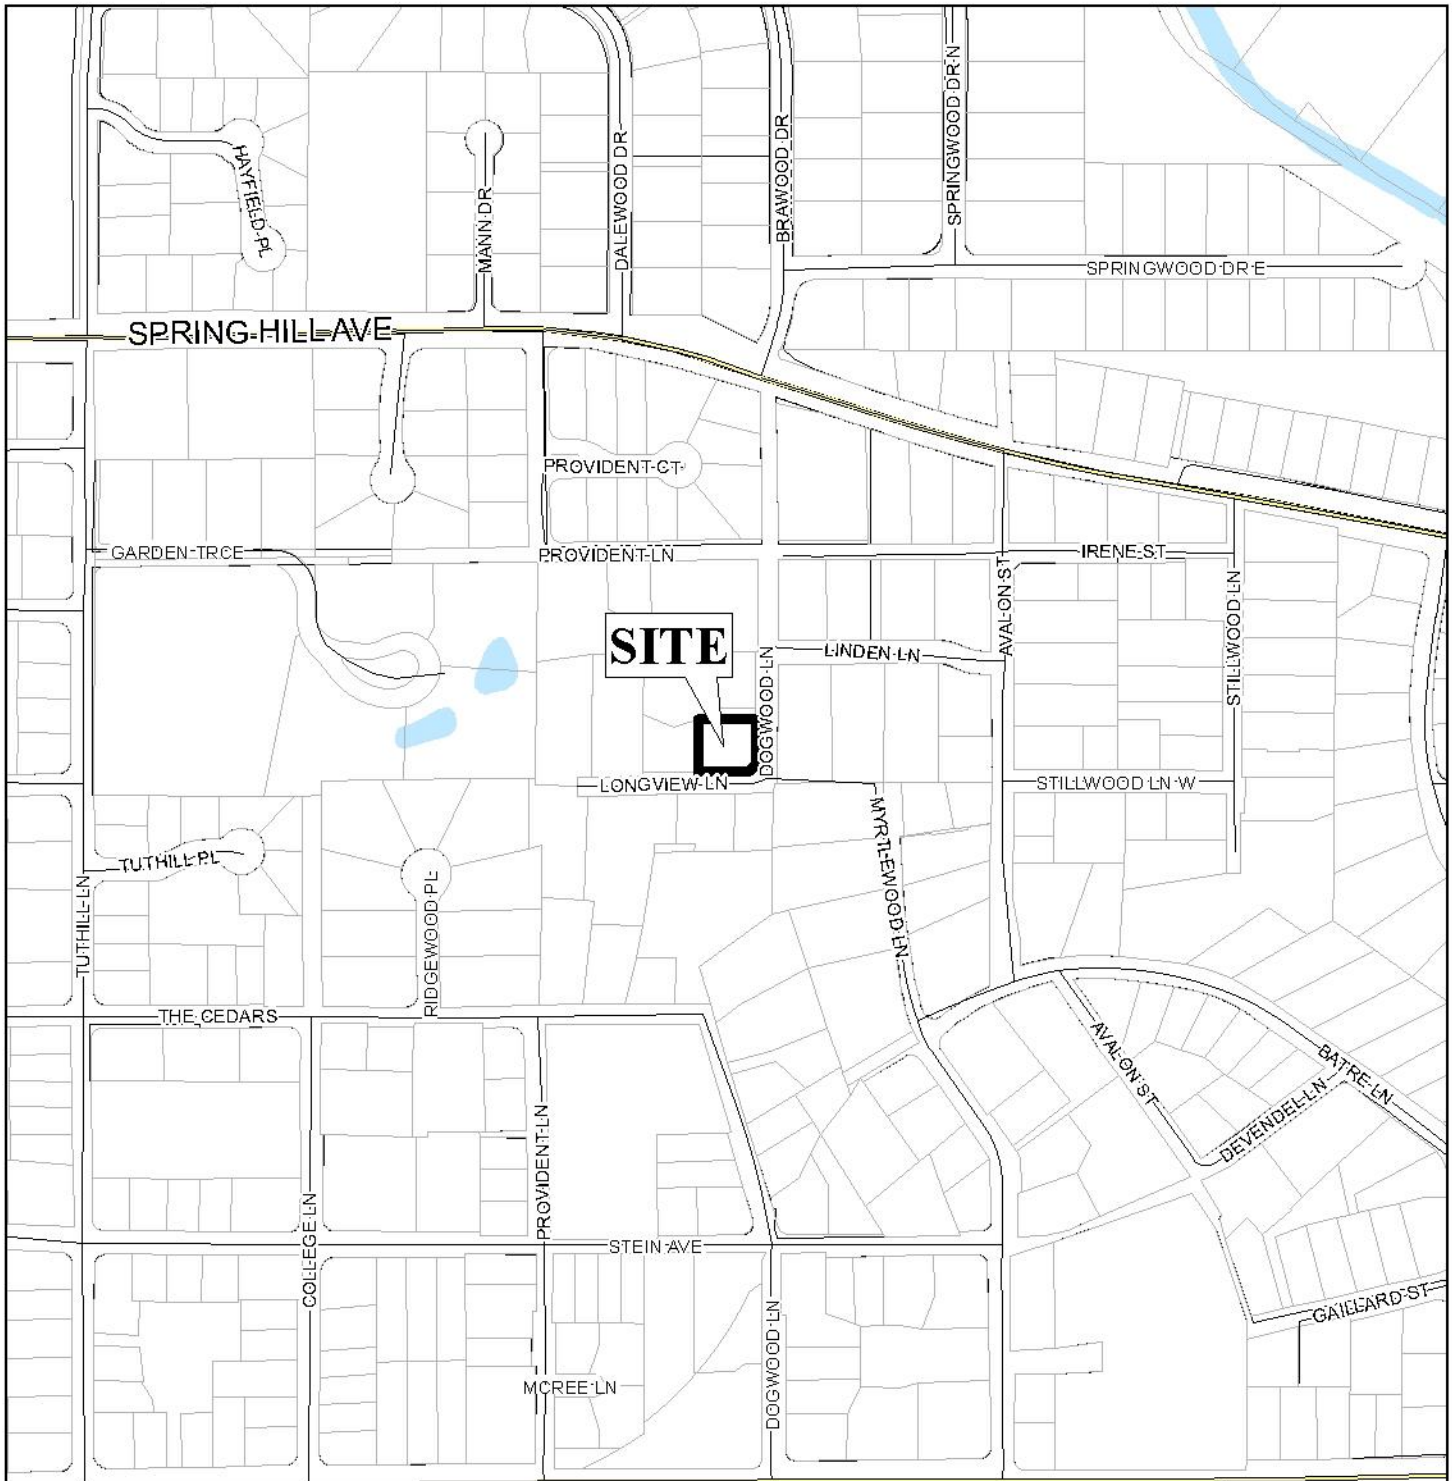 SPRINGWOOD DR N
HAYFIELD PL
MANN DR
DALEWOOD DR
BRAWOOD DR
SPRINGWOOD DR E
SPRING HILL AVE
PROVIDENT CT
GARDEN TRCE
PROVIDENT LN
IRENE ST
AVALON ST
STILLWOOD LN
SITE
LINDEN LN
DOGWOOD LN
LONGVIEW LN
STILLWOOD LN W
MYRTLEWOOD LN
TUTHILL PL
TUTHILL LN
RIDGEWOOD PL
THE CEDARS
AVALON ST
BATRE LN
DEVENDEL LN
PROVIDENT LN
COLLEGE LN
STEIN AVE
GAILLARD ST
DOGWOOD LN
MCREE LN